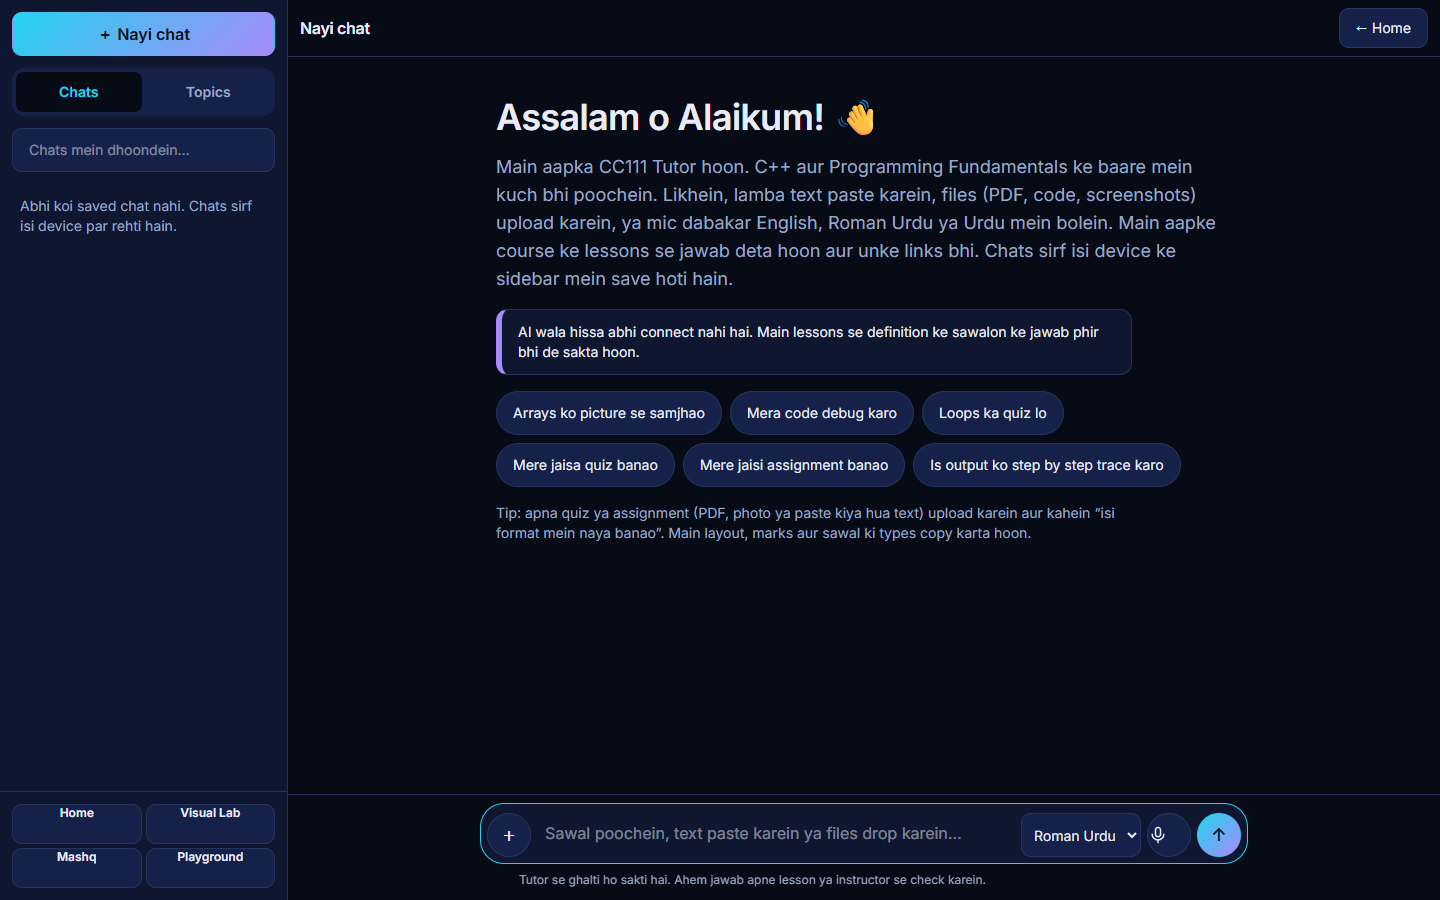 + Nayi chat
Chats
Topics
Chats mein dhoondein...
Abhi koi saved chat nahi. Chats sirf
isi device par rehti hain.
Home
Visual Lab
Mashq
Playground
Nayi chat
← Home
Assalam o Alaikum! 👋
Main aapka CC111 Tutor hoon. C++ aur Programming Fundamentals ke baare mein
kuch bhi poochein. Likhein, lamba text paste karein, files (PDF, code, screenshots)
upload karein, ya mic dabakar English, Roman Urdu ya Urdu mein bolein. Main aapke
course ke lessons se jawab deta hoon aur unke links bhi. Chats sirf isi device ke
sidebar mein save hoti hain.
AI wala hissa abhi connect nahi hai. Main lessons se definition ke sawalon ke jawab phir
bhi de sakta hoon.
Arrays ko picture se samjhao
Mera code debug karo
Loops ka quiz lo
Mere jaisa quiz banao
Mere jaisi assignment banao
Is output ko step by step trace karo
Tip: apna quiz ya assignment (PDF, photo ya paste kiya hua text) upload karein aur kahein “isi
format mein naya banao”. Main layout, marks aur sawal ki types copy karta hoon.
+
Sawal poochein, text paste karein ya files drop karein...
Roman Urdu
↑
Tutor se ghalti ho sakti hai. Ahem jawab apne lesson ya instructor se check karein.